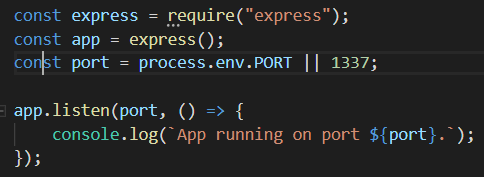 const express = require("express");
const app = express();
const port = process.env.PORT || 1337;
app.listen(port, () => {
console.log(`App running on port ${port}.`);
});